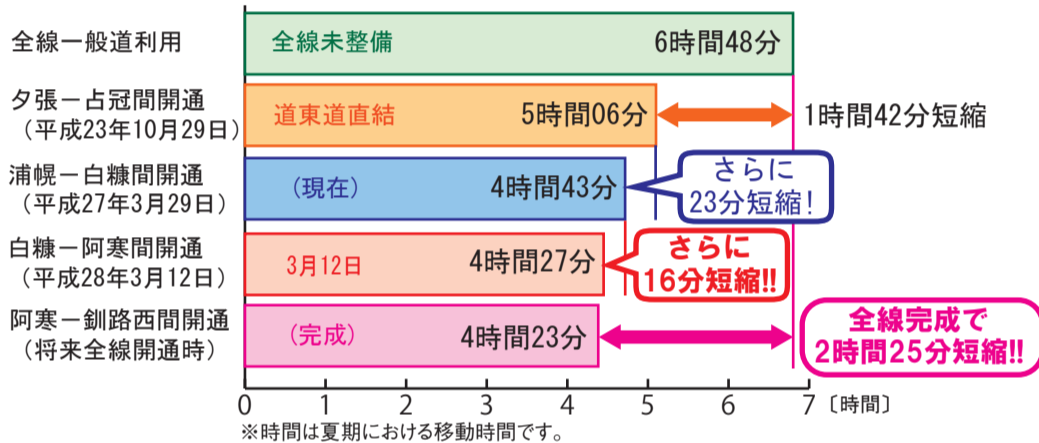 全線一般道利用
全線未整備
6時間48分
夕張－占冠間開通
（平成23年10月29日）
道東道直結
5時間06分
1時間42分短縮
浦幌－白糠間開通
（平成27年3月29日）
（現在）
4時間43分
さらに
23分短縮！
白糠－阿寒間開通
（平成28年3月12日）
3月12日
4時間27分
さらに
16分短縮!!
阿寒－釧路西間開通
（将来全線開通時）
（完成）
4時間23分
全線完成で
2時間25分短縮!!
0 1 2 3 4 5 6 7 〔時間〕
※時間は夏期における移動時間です。